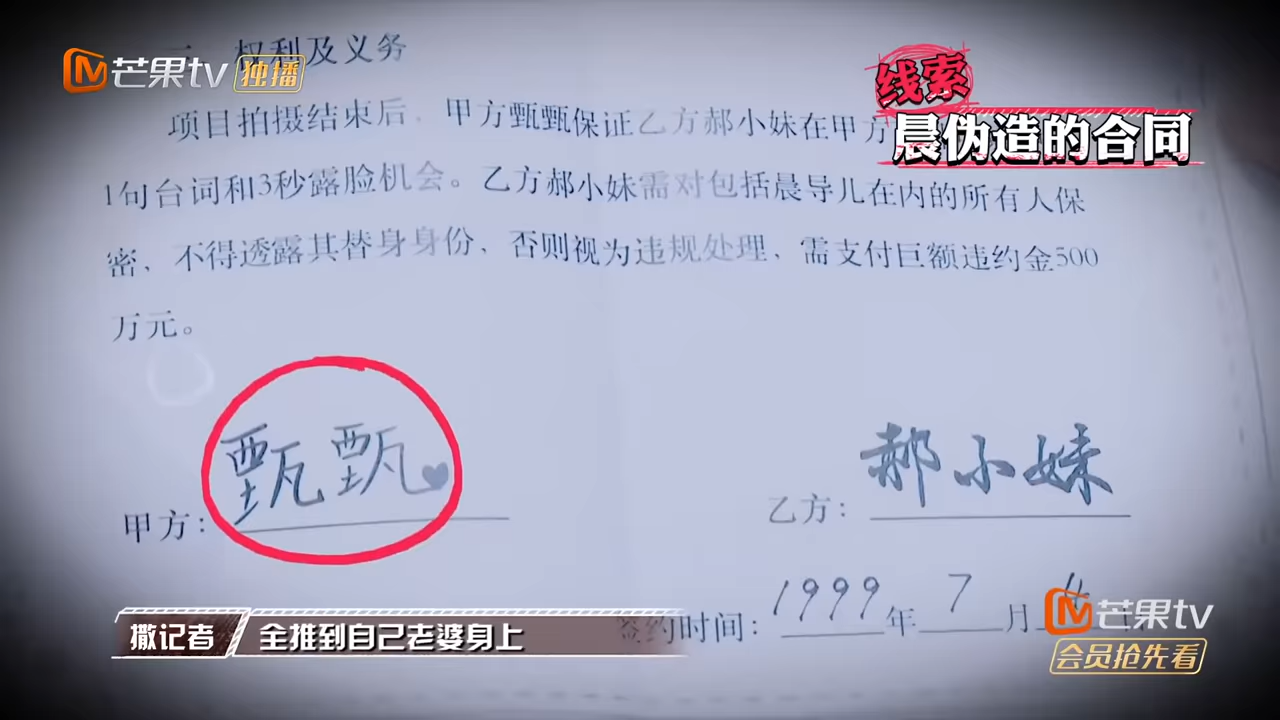 芒果tv 独播
线索
晨伪造的合同
权利及义务
项目拍摄结束后，甲方甄甄保证乙方郝小妹在甲方
1句台词和3秒露脸机会。乙方郝小妹需对包括晨导儿在内的所有人保
密，不得透露其替身身份，否则视为违规处理，需支付巨额违约金500
万元。
甲方：甄甄
乙方：郝小妹
签约时间：1999年7月
撒记者 全推到自己老婆身上
芒果tv
会员抢先看